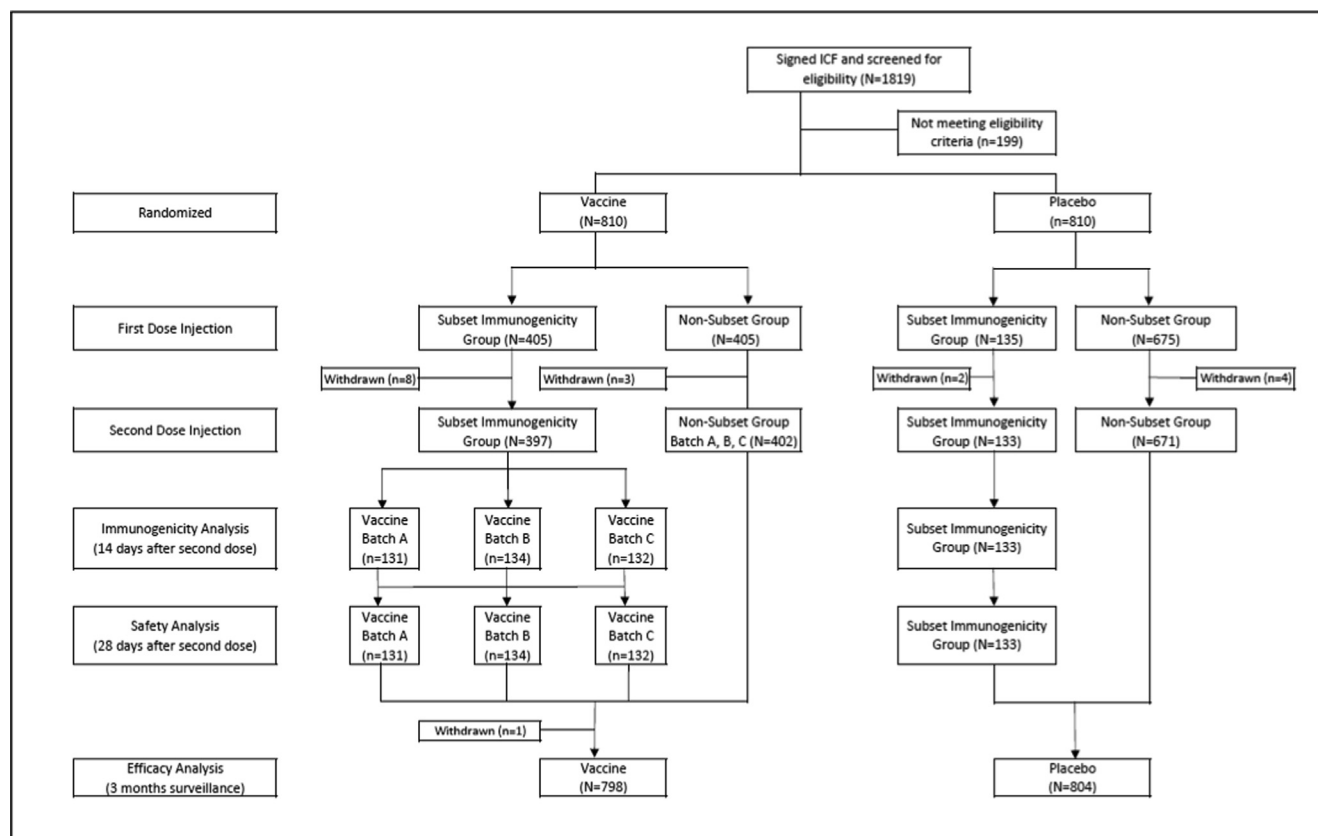 Signed ICF and screened for
eligibility (N=1819)
Not meeting eligibility
criteria (n=199)
Randomized
Vaccine
(N=810)
Placebo
(n=810)
First Dose Injection
Subset Immunogenicity
Group (N=405)
Non-Subset Group
(N=405)
Subset Immunogenicity
Group (N=135)
Non-Subset Group
(N=675)
Withdrawn (n=8)
Withdrawn (n=3)
Withdrawn (n=2)
Withdrawn (n=4)
Second Dose Injection
Subset Immunogenicity
Group (N=397)
Non-Subset Group
Batch A, B, C (N=402)
Subset Immunogenicity
Group (N=133)
Non-Subset Group
(N=671)
Immunogenicity Analysis
(14 days after second dose)
Vaccine
Batch A
(n=131)
Vaccine
Batch B
(n=134)
Vaccine
Batch C
(n=132)
Subset Immunogenicity
Group (N=133)
Safety Analysis
(28 days after second dose)
Vaccine
Batch A
(n=131)
Vaccine
Batch B
(n=134)
Vaccine
Batch C
(n=132)
Subset Immunogenicity
Group (N=133)
Withdrawn (n=1)
Efficacy Analysis
(3 months surveillance)
Vaccine
(N=798)
Placebo
(N=804)